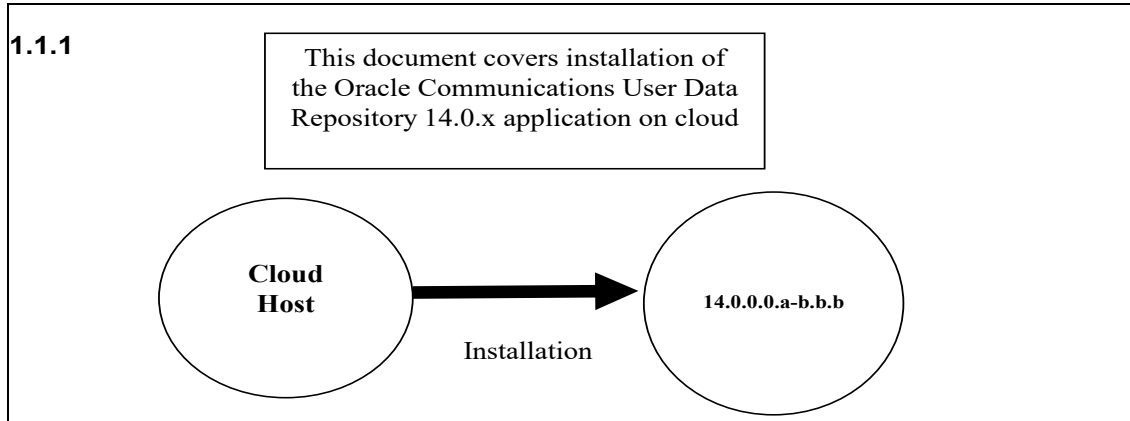 1.1.1
This document covers installation of
the Oracle Communications User Data
Repository 14.0.x application on cloud
Cloud
Host
Installation
14.0.0.0.a-b.b.b